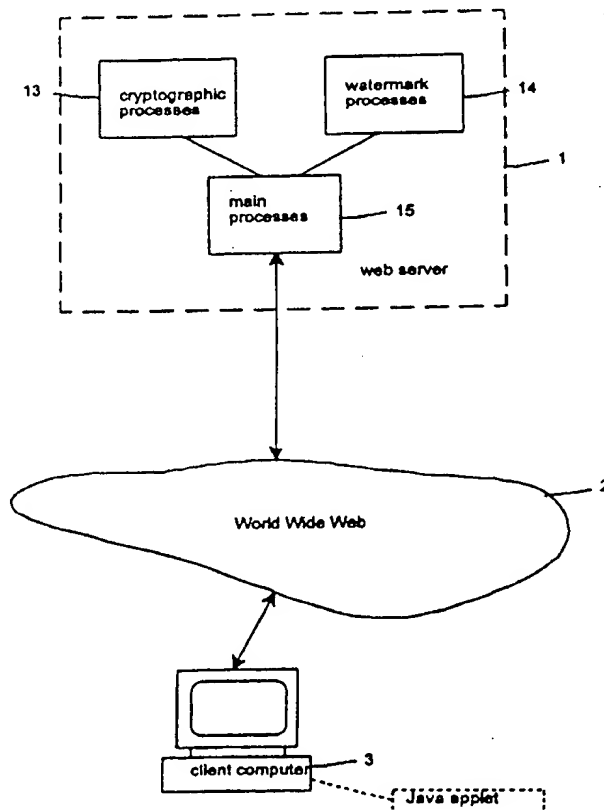 13
cryptographic
processes
watermark
processes
14
1
main
processes
15
web server
2
World Wide Web
client computer
3
Java applet